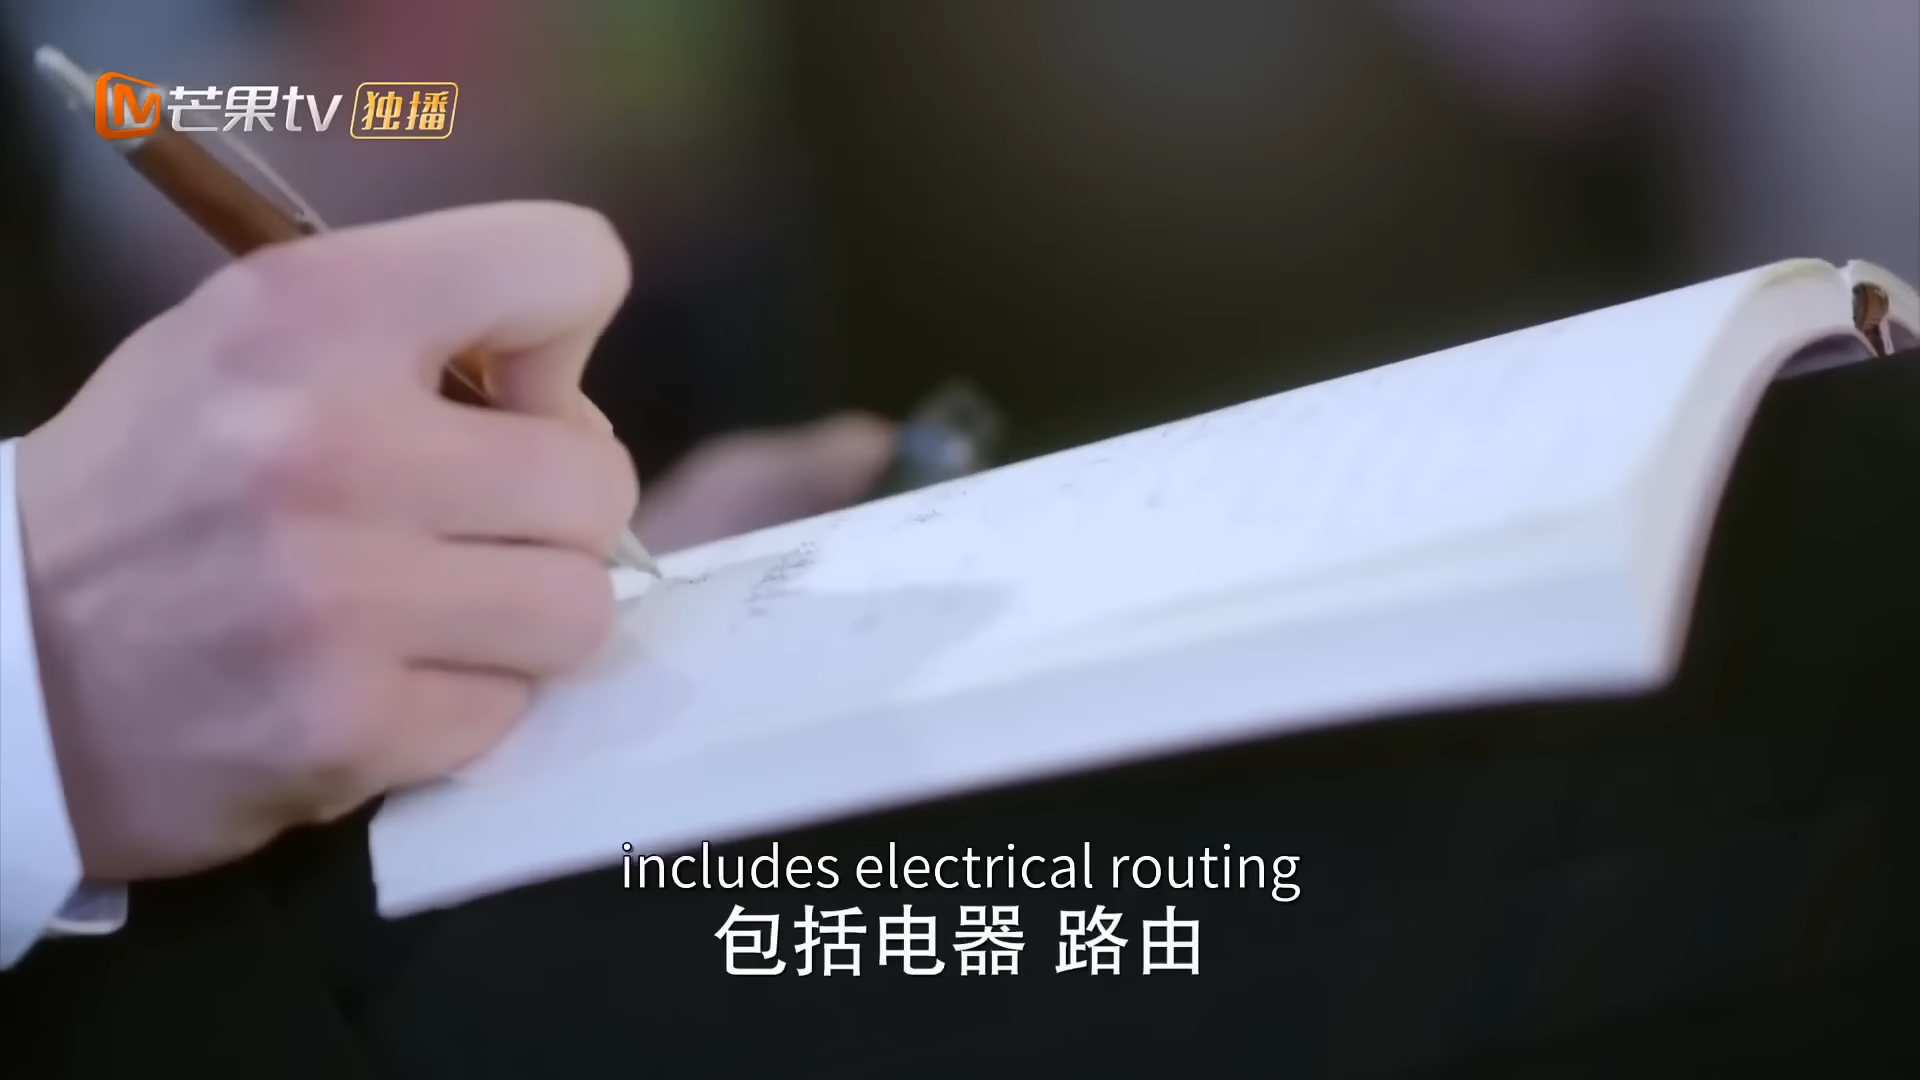 芒果tv 独播
includes electrical routing
包括电器 路由